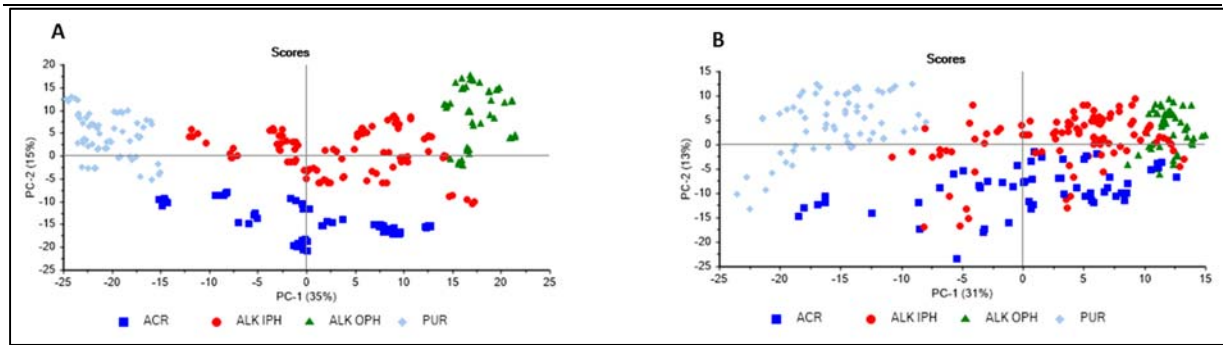 A
Scores
20
15
10
5
0
-5
-10
-15
-20
-25
PC-2 (15%)
-25 -20 -15 -10 -5 0 5 10 15 20 25
PC-1 (35%)
ACR ALK IPH ALK OPH PUR
B
Scores
15
10
5
0
-5
-10
-15
-20
-25
PC-2 (13%)
-25 -20 -15 -10 -5 0 5 10 15
PC-1 (31%)
ACR ALK IPH ALK OPH PUR